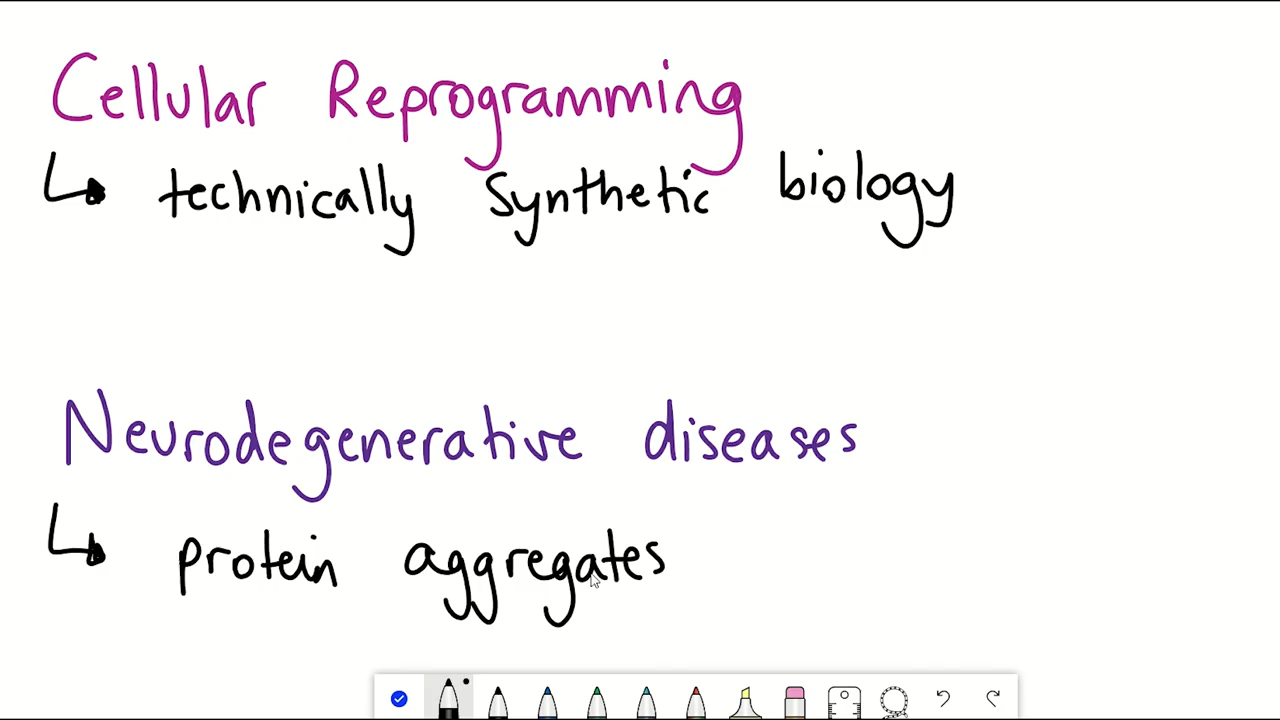 Cellular Reprogramming
technically synthetic biology
Neurodegenerative diseases
protein aggregates